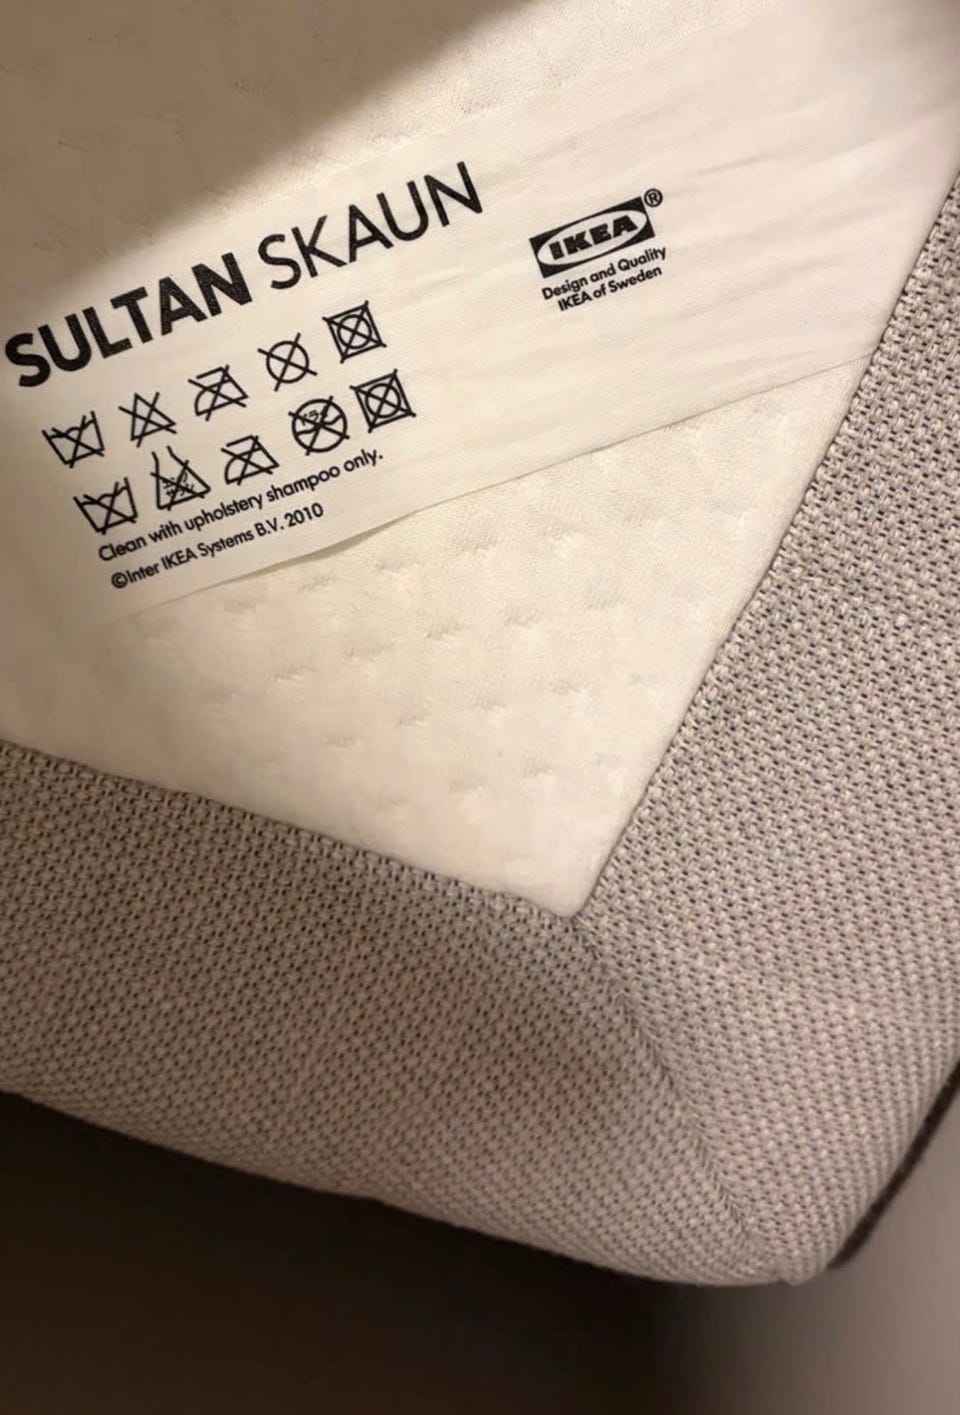 SULTAN SKAUN
IKEA®
Design and Quality
IKEA of Sweden
Clean with upholstery shampoo only.
©Inter IKEA Systems B.V. 2010